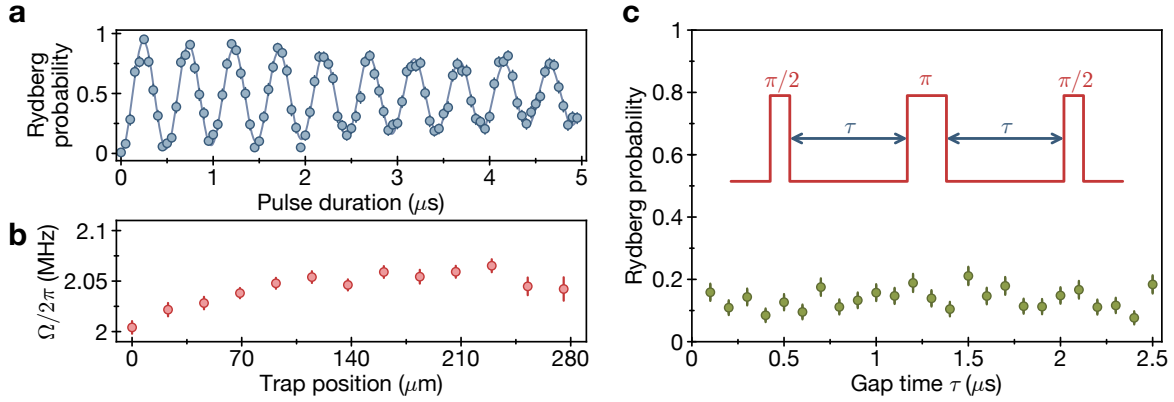 a
Rydberg probability
1
0.5
0
0 1 2 3 4 5
Pulse duration (μs)
b
Ω/2π (MHz)
2.1
2.05
2
0 70 140 210 280
Trap position (μm)
c
Rydberg probability
1
0.8
0.6
0.4
0.2
0
π/2 π π/2
τ τ
0 0.5 1 1.5 2 2.5
Gap time τ (μs)